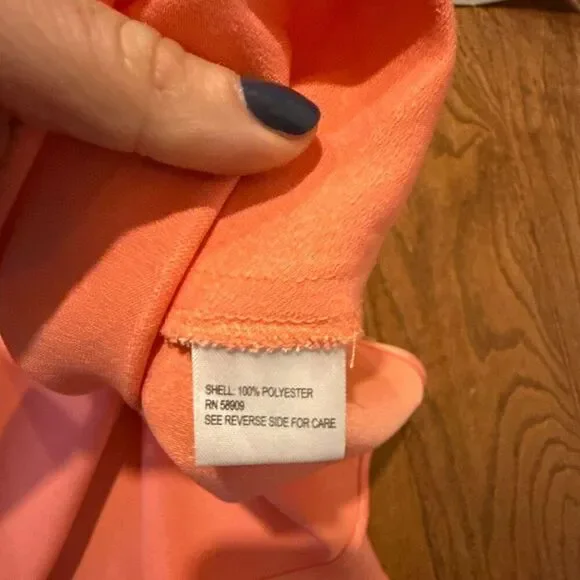 SHELL: 100% POLYESTER
RN 58909
SEE REVERSE SIDE FOR CARE